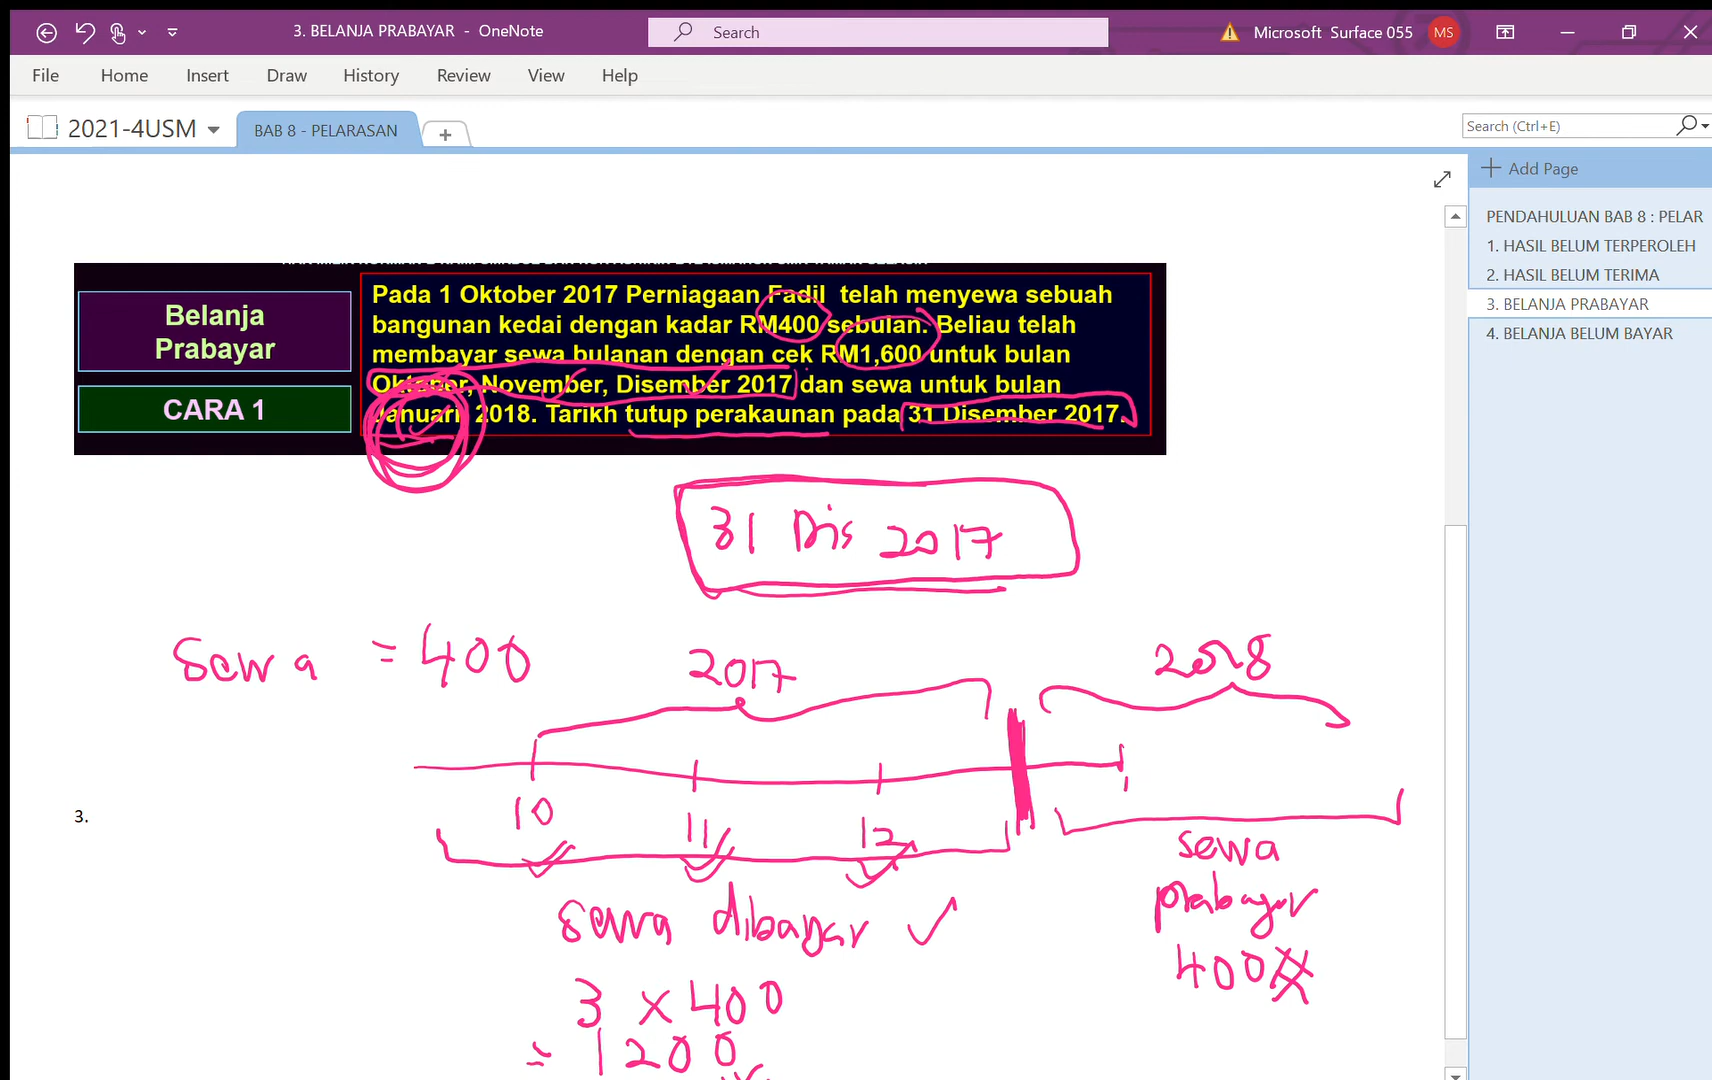 3. BELANJA PRABAYAR - OneNote
Search
Microsoft Surface 055
MS
File Home Insert Draw History Review View Help
2021-4USM
BAB 8 - PELARASAN
+
Search (Ctrl+E)
Add Page
PENDAHULUAN BAB 8 : PELAR
1. HASIL BELUM TERPEROLEH
2. HASIL BELUM TERIMA
3. BELANJA PRABAYAR
4. BELANJA BELUM BAYAR
Belanja
Prabayar
CARA 1
Pada 1 Oktober 2017 Perniagaan Fadil telah menyewa sebuah
bangunan kedai dengan kadar RM400 sebulan. Beliau telah
membayar sewa bulanan dengan cek RM1,600 untuk bulan
Oktober, November, Disember 2017 dan sewa untuk bulan
Januari 2018. Tarikh tutup perakaunan pada 31 Disember 2017.
31 Dis 2017
Sewa = 400
2017
2018
10
11
12
1
3.
sewa dibayar
3 x 400
= 1200
sewa
prabayar
400